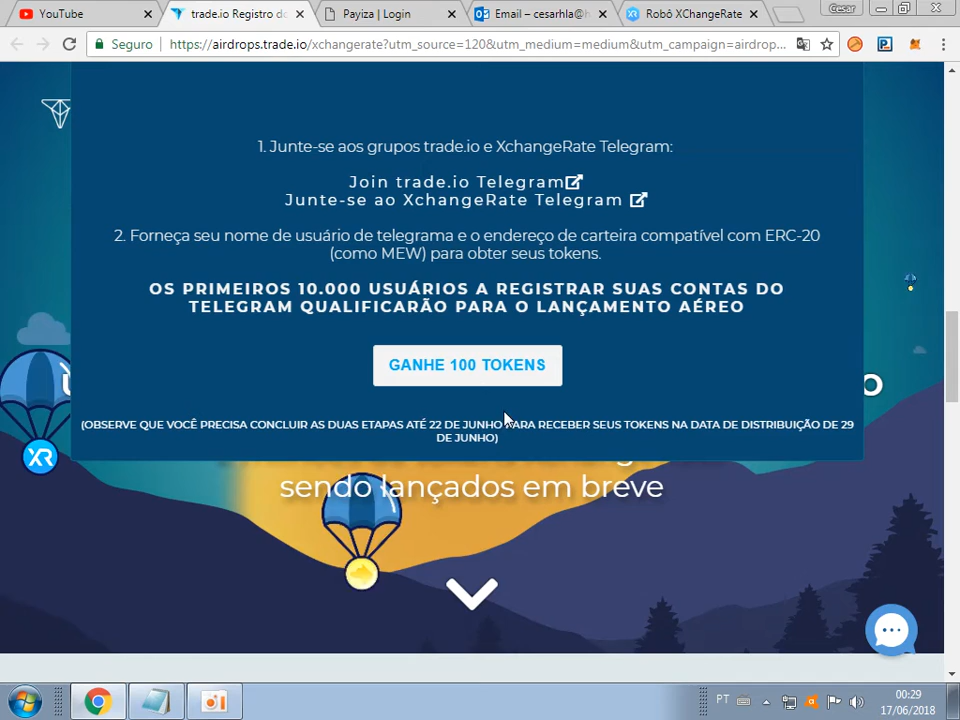 YouTube
trade.io Registro do
Payiza | Login
Email – cesarhla@h
Robô XChangeRate
Cesar
Seguro
https://airdrops.trade.io/xchangerate?utm_source=120&utm_medium=medium&utm_campaign=airdrop...
1. Junte-se aos grupos trade.io e XchangeRate Telegram:
Join trade.io Telegram
Junte-se ao XchangeRate Telegram
2. Forneça seu nome de usuário de telegrama e o endereço de carteira compatível com ERC-20
(como MEW) para obter seus tokens.
OS PRIMEIROS 10.000 USUÁRIOS A REGISTRAR SUAS CONTAS DO
TELEGRAM QUALIFICARÃO PARA O LANÇAMENTO AÉREO
GANHE 100 TOKENS
(OBSERVE QUE VOCÊ PRECISA CONCLUIR AS DUAS ETAPAS ATÉ 22 DE JUNHO PARA RECEBER SEUS TOKENS NA DATA DE DISTRIBUIÇÃO DE 29
DE JUNHO)
XR
sendo lançados em breve
PT
00:29
17/06/2018